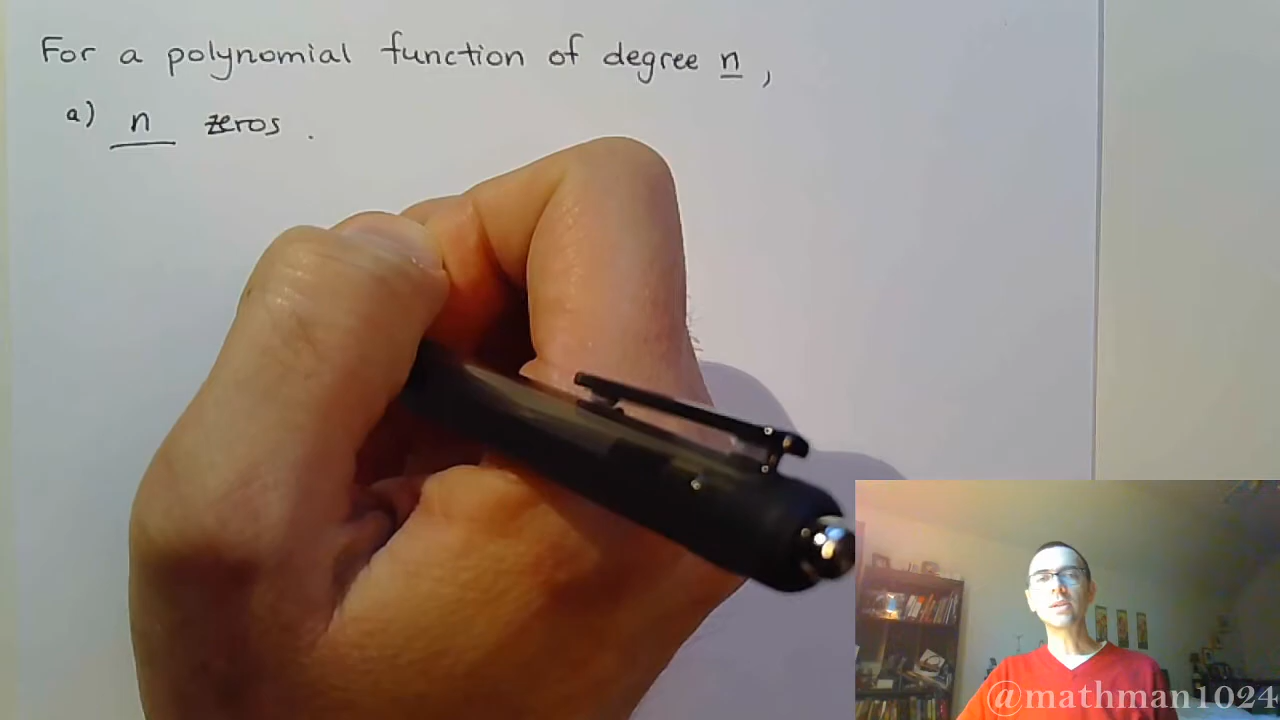 For a polynomial function of degree n,
a) n zeros.
@mathman1024